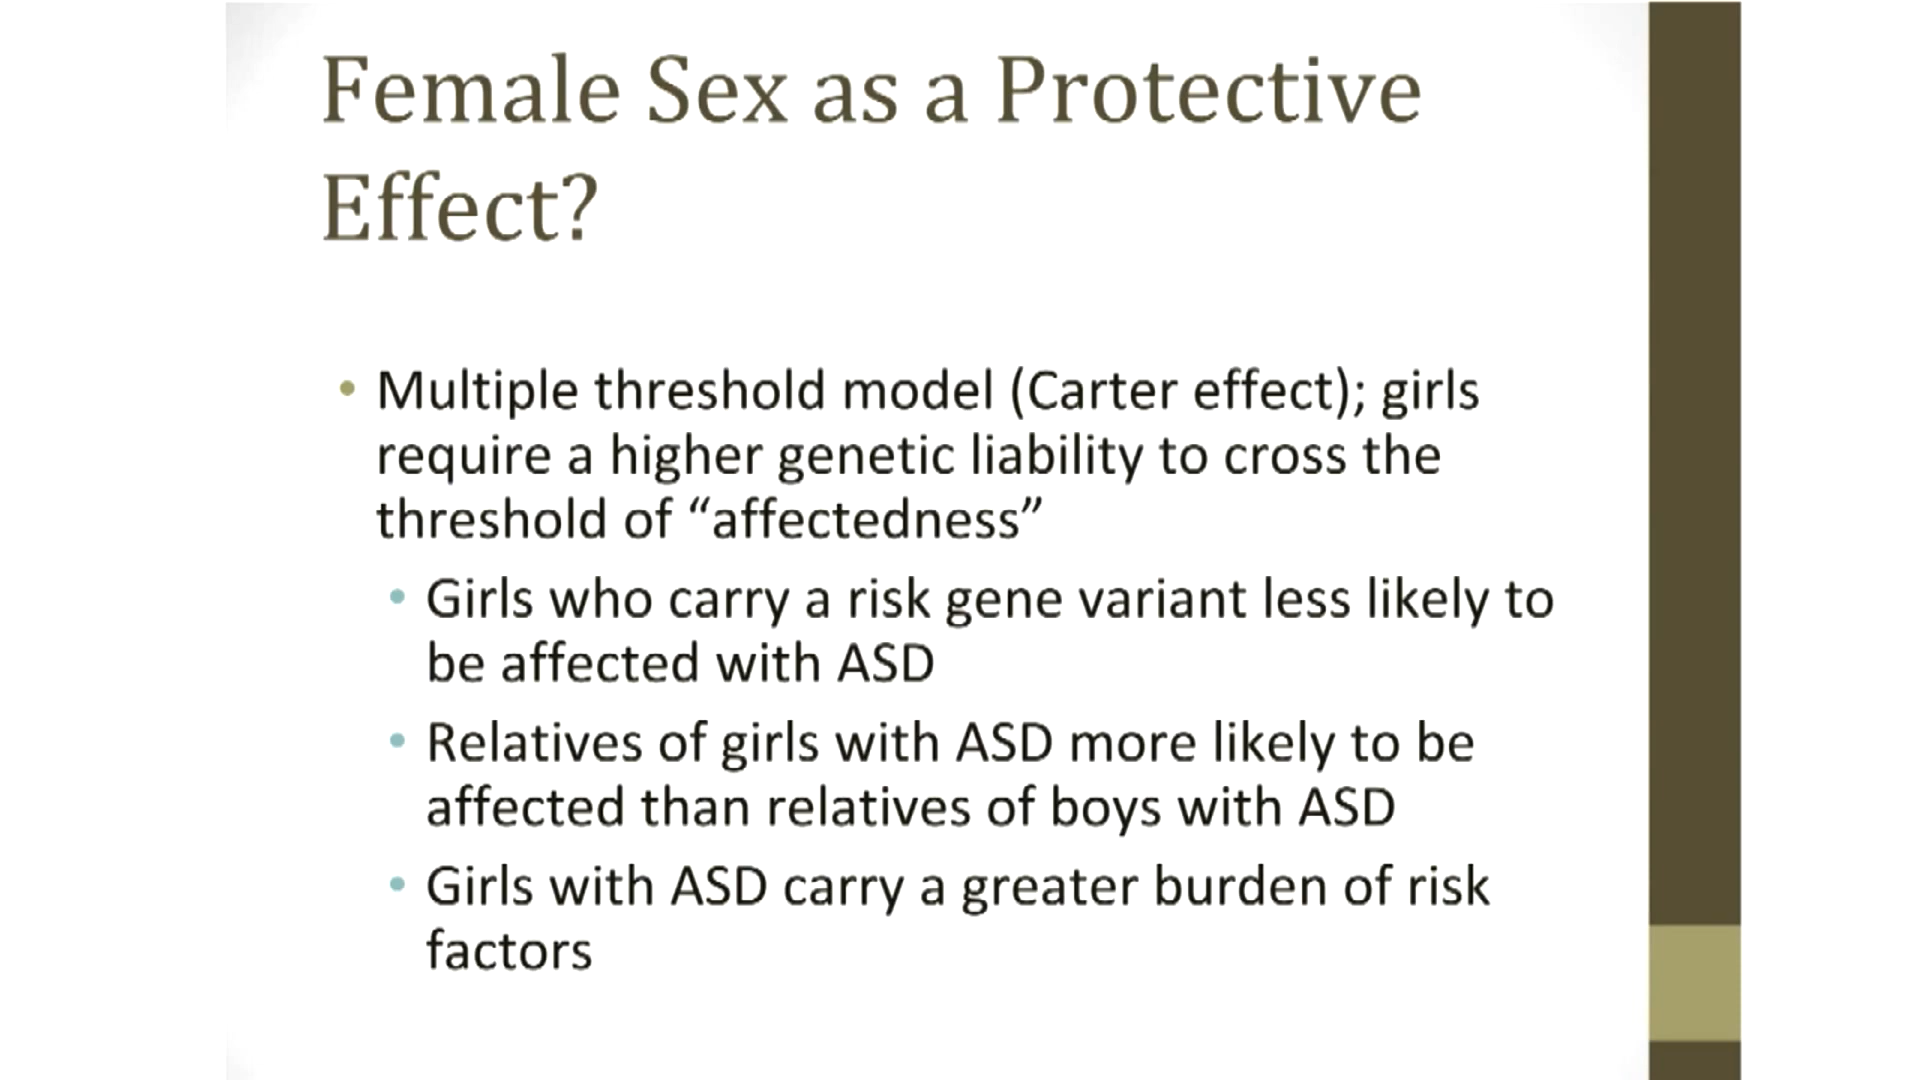 Female Sex as a Protective
Effect?
• Multiple threshold model (Carter effect); girls
require a higher genetic liability to cross the
threshold of “affectedness”
• Girls who carry a risk gene variant less likely to
be affected with ASD
• Relatives of girls with ASD more likely to be
affected than relatives of boys with ASD
• Girls with ASD carry a greater burden of risk
factors